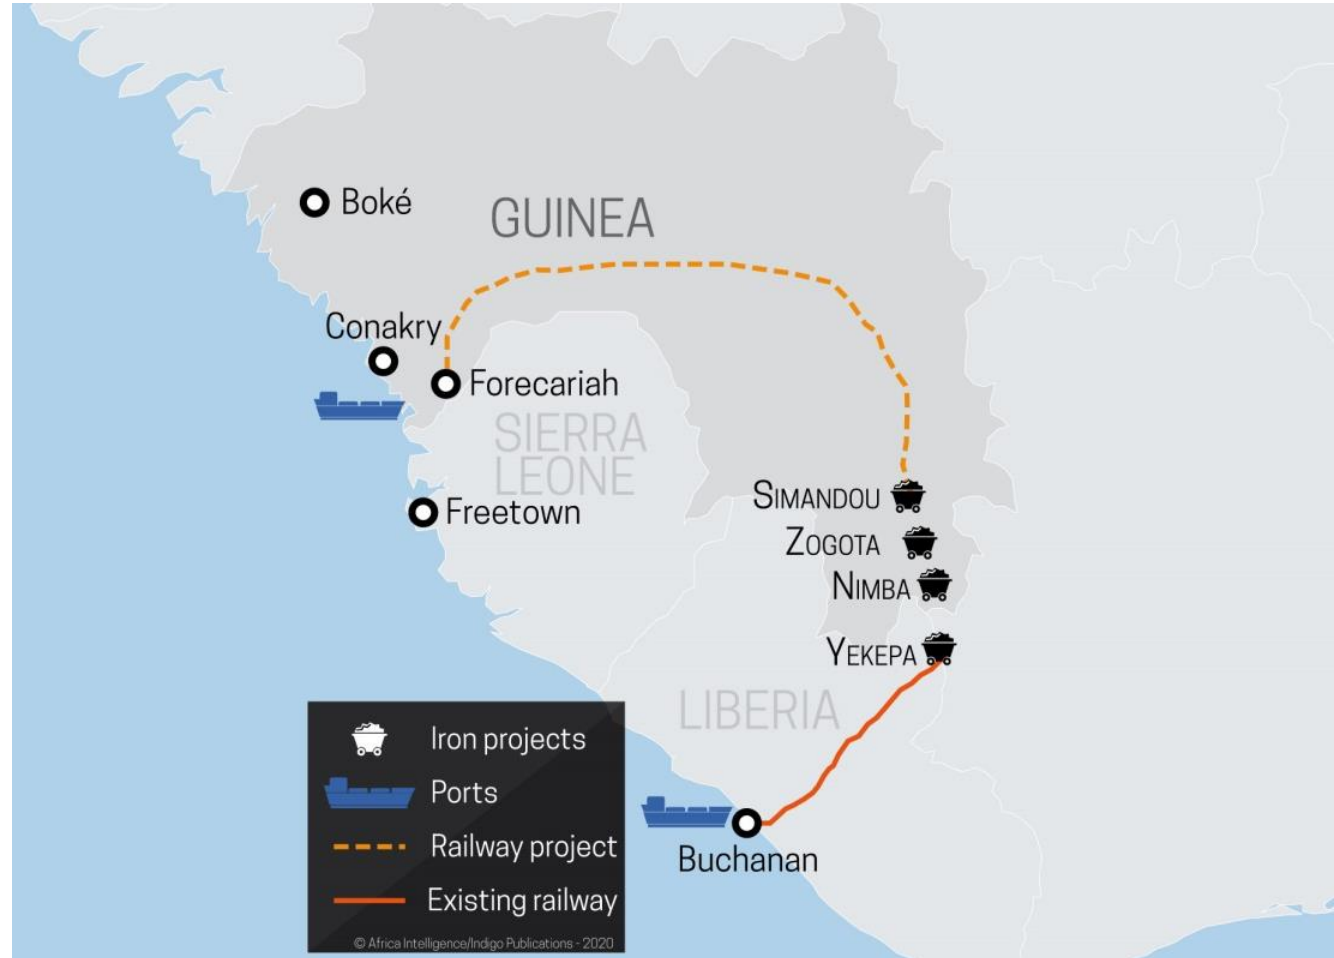 Boké
GUINEA
Conakry
Forecariah
SIERRA
LEONE
Freetown
SIMANDOU
ZOGOTA
NIMBA
YEKEPA
LIBERIA
Buchanan
Iron projects
Ports
Railway project
Existing railway
© Africa Intelligence/Indigo Publications - 2020